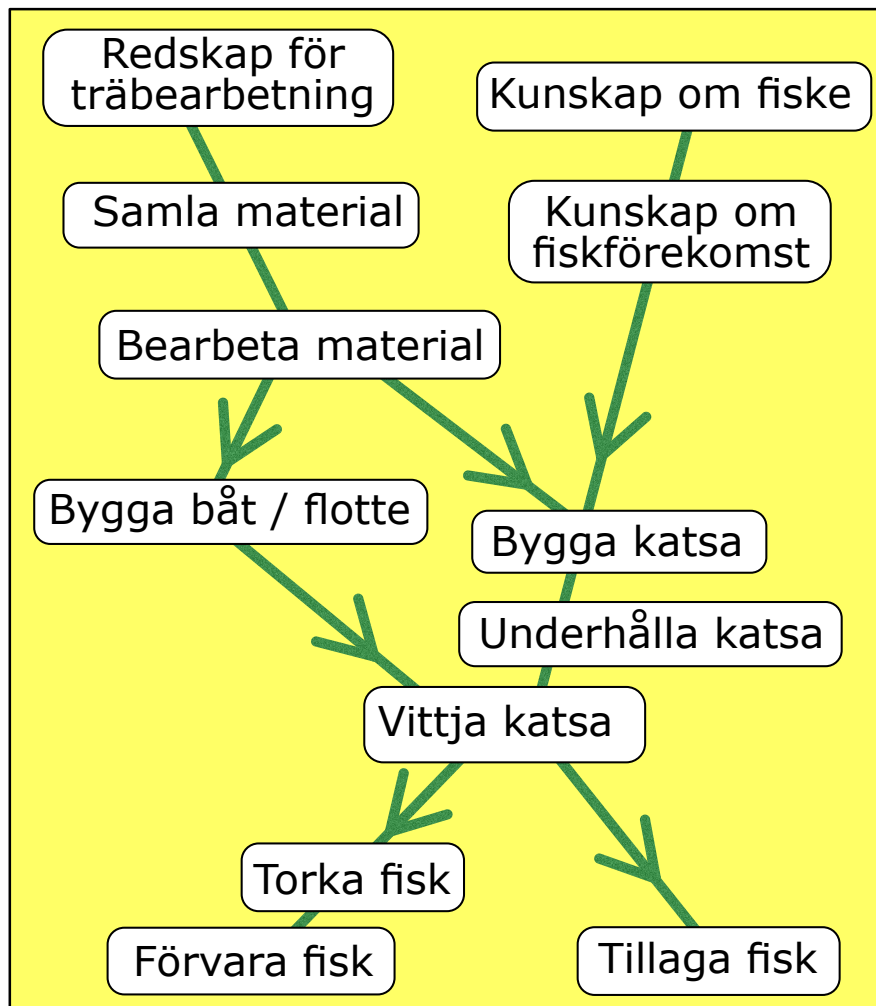 Redskap för
träbearbetning
Kunskap om fiske
Samla material
Kunskap om
fiskförekomst
Bearbeta material
Bygga båt / flotte
Bygga katsa
Underhålla katsa
Vittja katsa
Torka fisk
Förvara fisk
Tillaga fisk